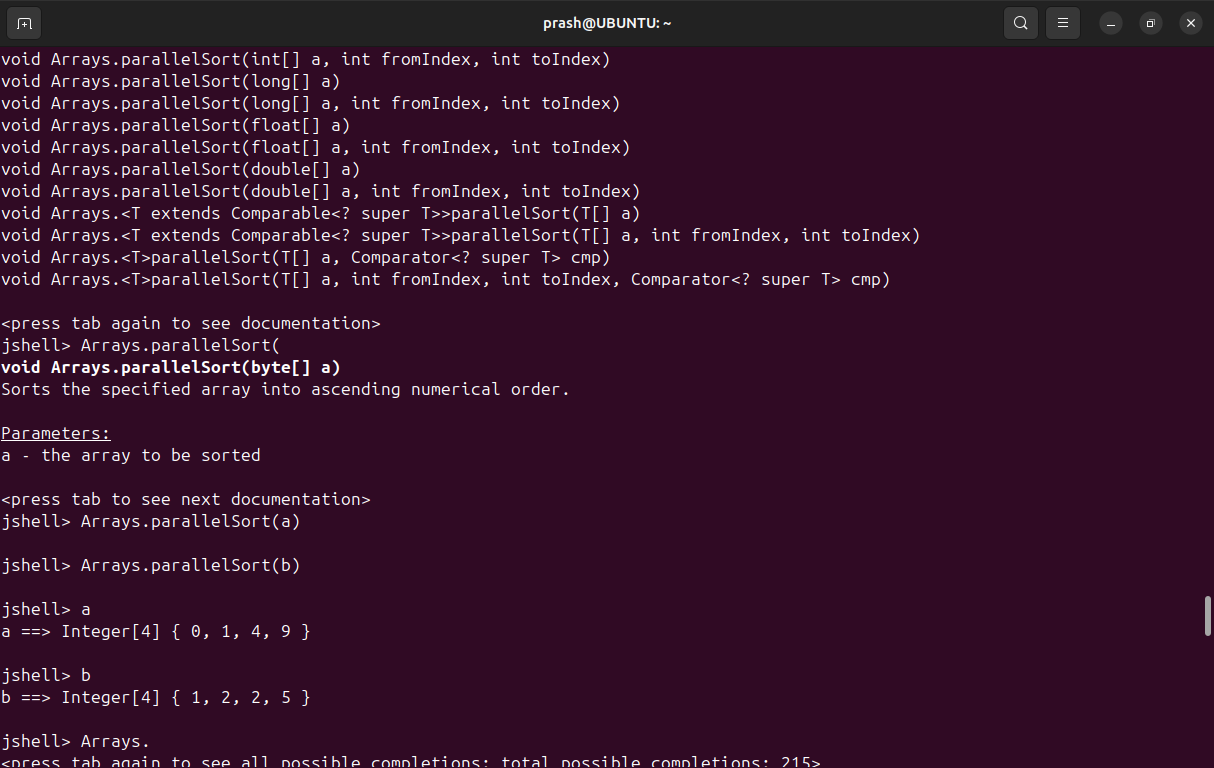 prash@UBUNTU: ~
void Arrays.parallelSort(int[] a, int fromIndex, int toIndex)
void Arrays.parallelSort(long[] a)
void Arrays.parallelSort(long[] a, int fromIndex, int toIndex)
void Arrays.parallelSort(float[] a)
void Arrays.parallelSort(float[] a, int fromIndex, int toIndex)
void Arrays.parallelSort(double[] a)
void Arrays.parallelSort(double[] a, int fromIndex, int toIndex)
void Arrays.<T extends Comparable<? super T>>parallelSort(T[] a)
void Arrays.<T extends Comparable<? super T>>parallelSort(T[] a, int fromIndex, int toIndex)
void Arrays.<T>parallelSort(T[] a, Comparator<? super T> cmp)
void Arrays.<T>parallelSort(T[] a, int fromIndex, int toIndex, Comparator<? super T> cmp)
<press tab again to see documentation>
jshell> Arrays.parallelSort(
void Arrays.parallelSort(byte[] a)
Sorts the specified array into ascending numerical order.
Parameters:
a - the array to be sorted
<press tab to see next documentation>
jshell> Arrays.parallelSort(a)
jshell> Arrays.parallelSort(b)
jshell> a
a ==> Integer[4] { 0, 1, 4, 9 }
jshell> b
b ==> Integer[4] { 1, 2, 2, 5 }
jshell> Arrays.
<press tab again to see all possible completions; total possible completions: 215>